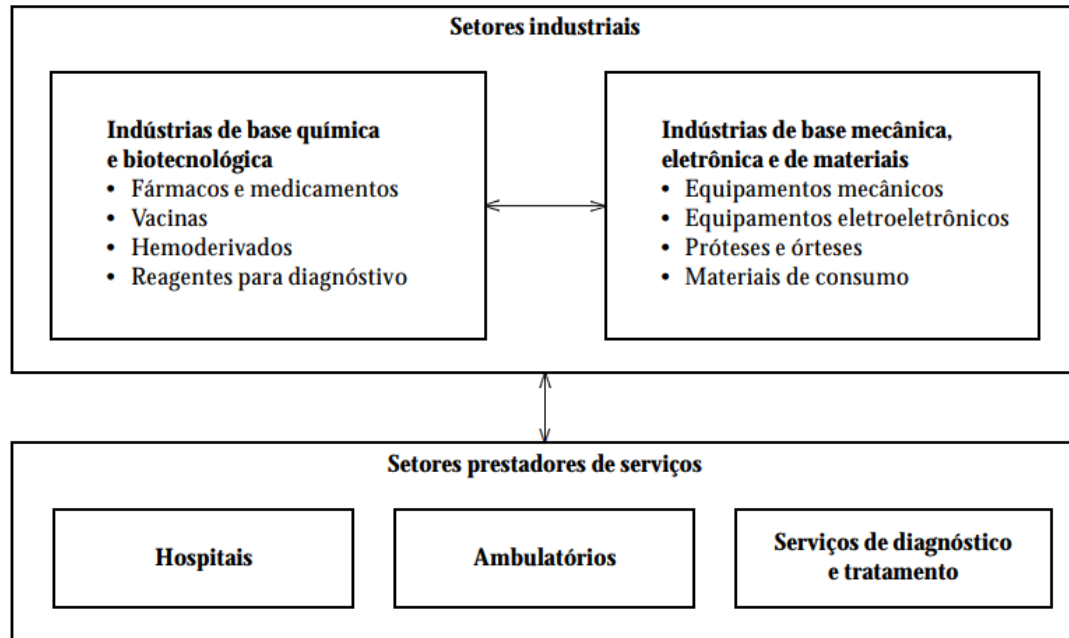 Setores industriais
Indústrias de base química
e biotecnológica
• Fármacos e medicamentos
• Vacinas
• Hemoderivados
• Reagentes para diagnóstivo
Indústrias de base mecânica,
eletrônica e de materiais
• Equipamentos mecânicos
• Equipamentos eletroeletrônicos
• Próteses e órteses
• Materiais de consumo
Setores prestadores de serviços
Hospitais
Ambulatórios
Serviços de diagnóstico
e tratamento